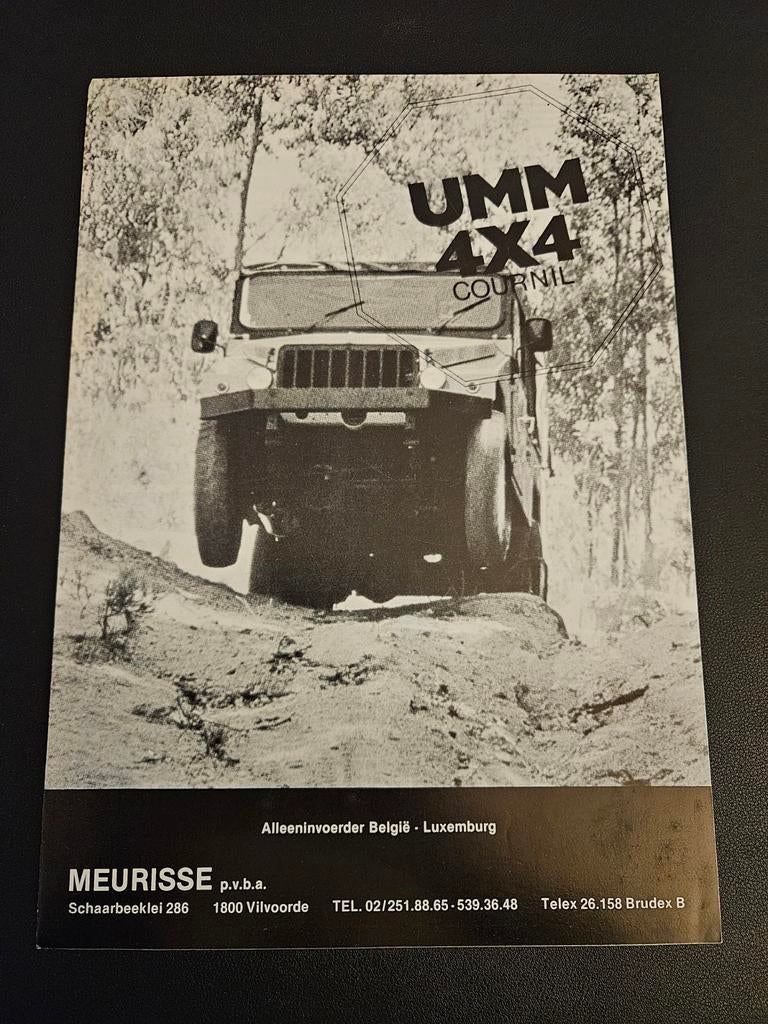 UMM
4X4
COURNIL
Alleeninvoerder België - Luxemburg
MEURISSE p.v.b.a.
Schaarbeeklei 286 1800 Vilvoorde TEL. 02/251.88.65-539.36.48 Telex 26.158 Brudex B